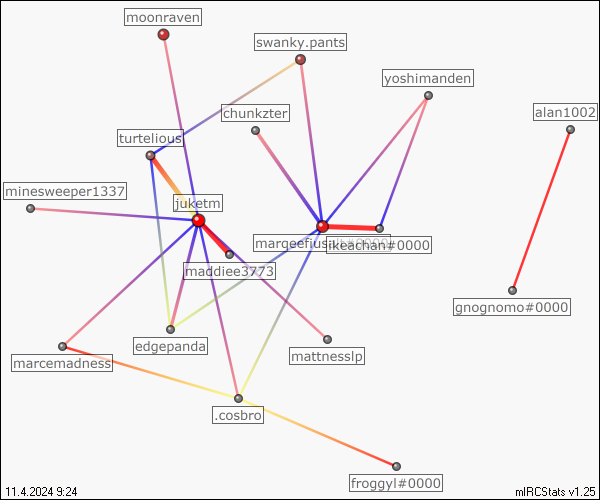 moonraven
swanky.pants
yoshimanden
chunkzter
alan1002
turtelious
minesweeper1337
juketm
ikeachan#0000
maddiee3773
gnognomo#0000
edgepanda
mattnesslp
marcemadness
.cosbro
froggyl#0000
11.4.2024 9:24
mIRCStats v1.25